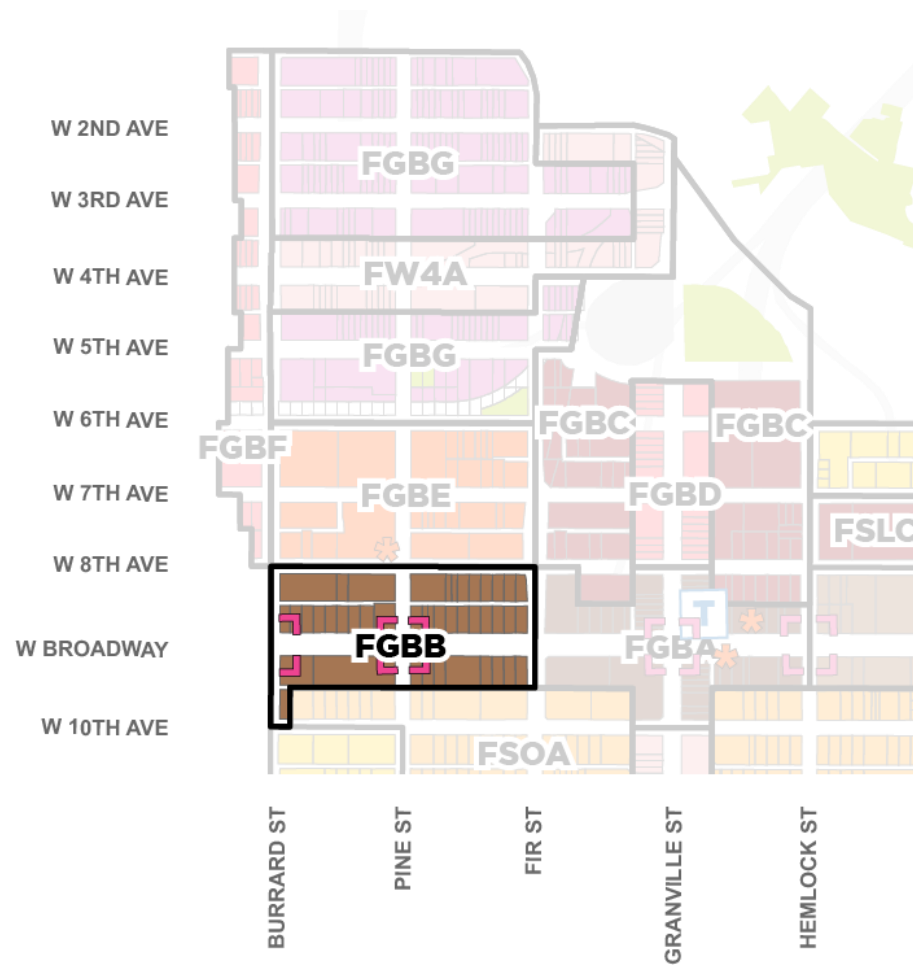 W 2ND AVE
FGBG
W 3RD AVE
W 4TH AVE
FW4A
W 5TH AVE
FGBG
W 6TH AVE
FGBC
FGBC
FGBF
W 7TH AVE
FGBE
FGBD
FSLC
W 8TH AVE
T
W BROADWAY
FGBB
FGBA
W 10TH AVE
FSOA
BURRARD ST
PINE ST
FIR ST
GRANVILLE ST
HEMLOCK ST